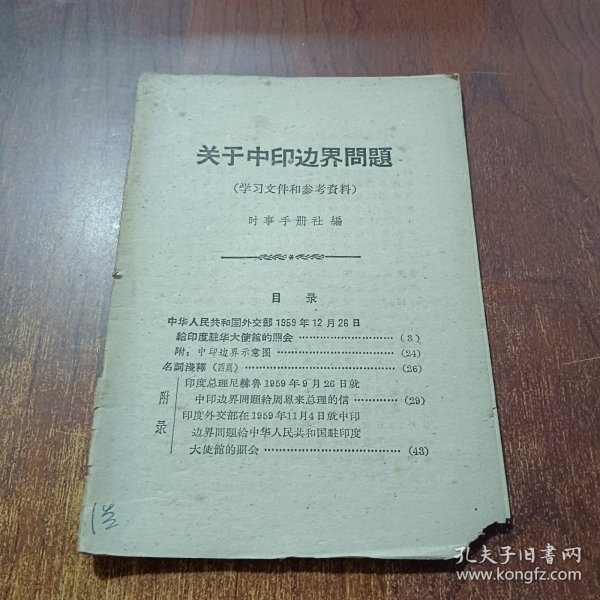 关于中印边界問題
（学习文件和参考資料）
时事手册社編
目录
中华人民共和国外交部1959年12月26日
給印度駐华大使館的照会…………………………（3）
附：中印边界示意图…………………………………（24）
名詞淺釋（四則）……………………………………（26）
附录
印度总理尼赫魯1959年9月26日就
中印边界問題給周恩来总理的信…………（29）
印度外交部在1959年11月4日就中印
边界問題給中华人民共和国駐印度
大使館的照会……………………………………（43）
孔夫子旧书网
www.kongfz.com